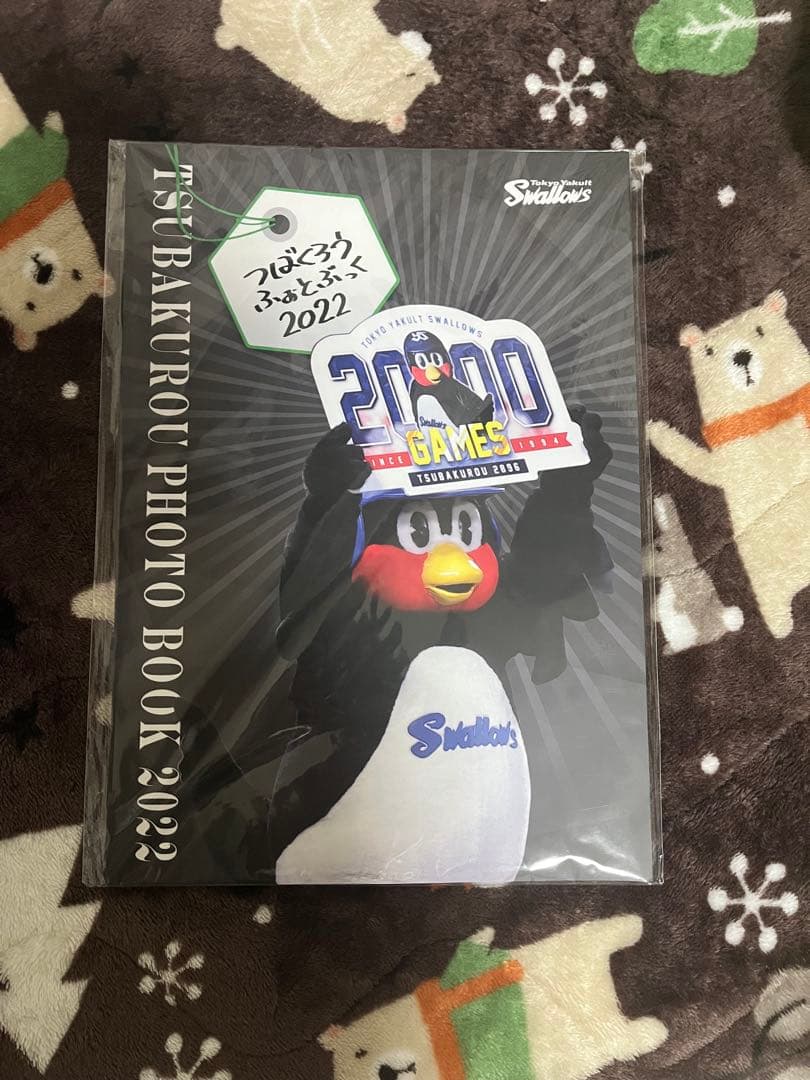 TSUBAKUROU PHOTO BOOK 2022
つばくろう
ふぉとぶっく
2022
Tokyo Yakult
Swallows
TOKYO YAKULT SWALLOWS
2000
Swallows
GAMES
SINCE 1994
TSUBAKUROU 2896
Swallows